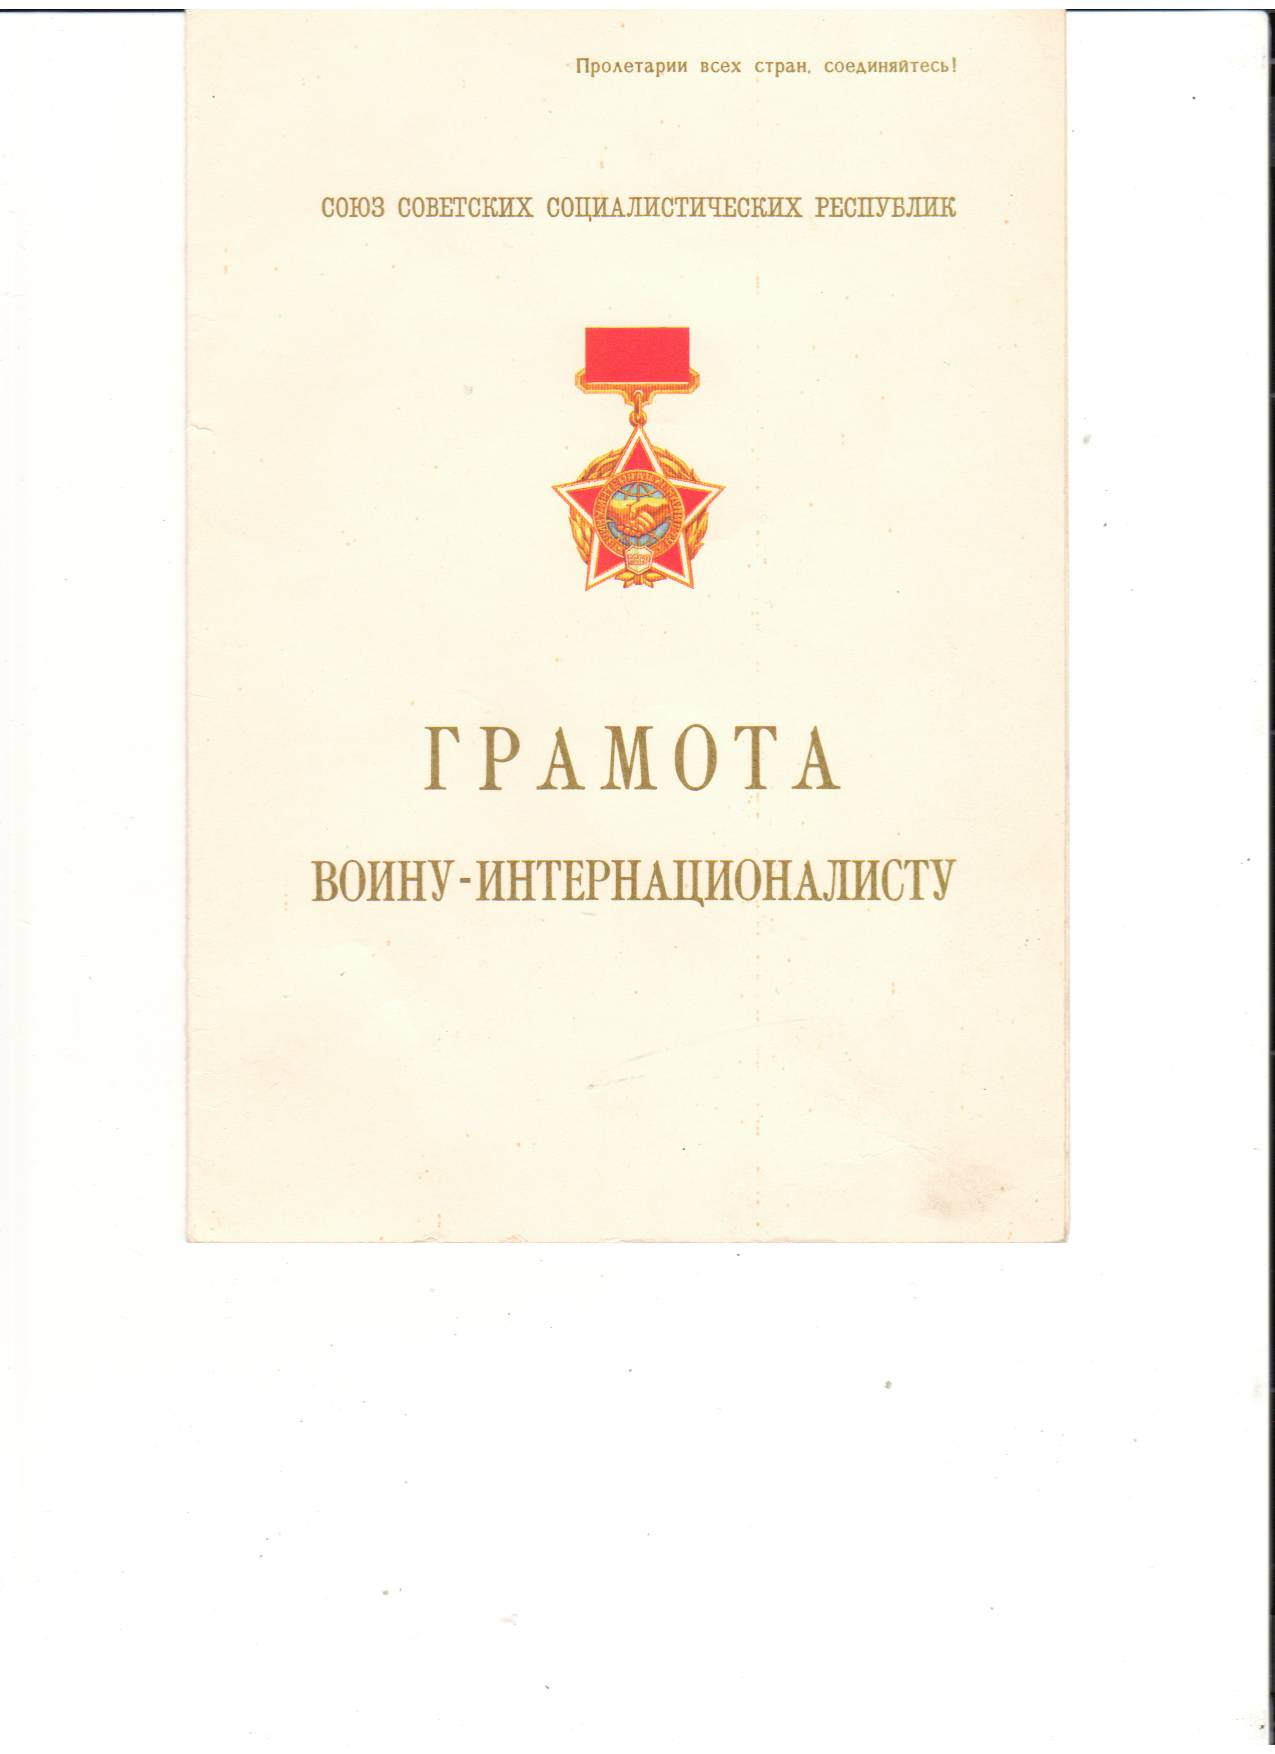 Пролетарии всех стран, соединяйтесь!
СОЮЗ СОВЕТСКИХ СОЦИАЛИСТИЧЕСКИХ РЕСПУБЛИК
ГРАМОТА
ВОИНУ-ИНТЕРНАЦИОНАЛИСТУ